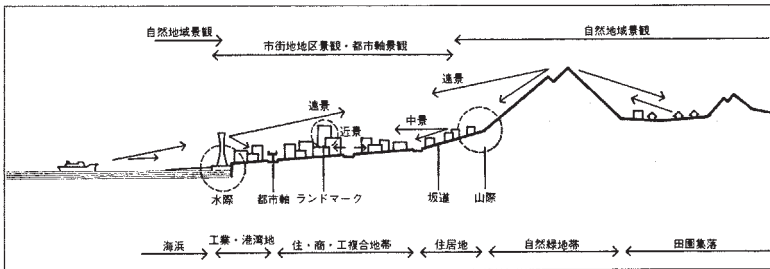 自然地域景観
市街地地区景観・都市軸景観
自然地域景観
遠景
遠景
近景
中景
水際
都市軸
ランドマーク
坂道
山際
海浜
工業・港湾地
住・商・工複合地帯
住居地
自然緑地帯
田園集落